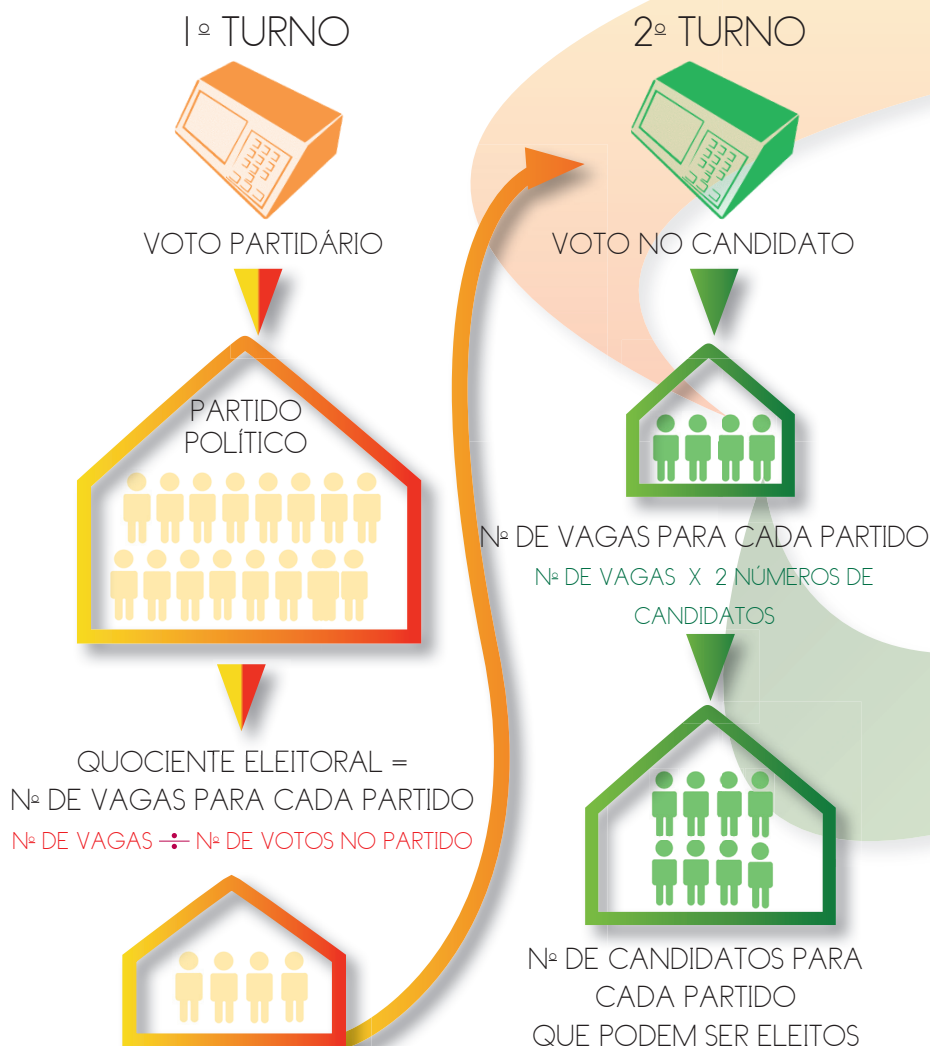 1º TURNO
VOTO PARTIDÁRIO
PARTIDO
POLÍTICO
QUOCIENTE ELEITORAL =
Nº DE VAGAS PARA CADA PARTIDO
Nº DE VAGAS ÷ Nº DE VOTOS NO PARTIDO
2º TURNO
VOTO NO CANDIDATO
Nº DE VAGAS PARA CADA PARTIDO
Nº DE VAGAS X 2 NÚMEROS DE
CANDIDATOS
Nº DE CANDIDATOS PARA
CADA PARTIDO
QUE PODEM SER ELEITOS